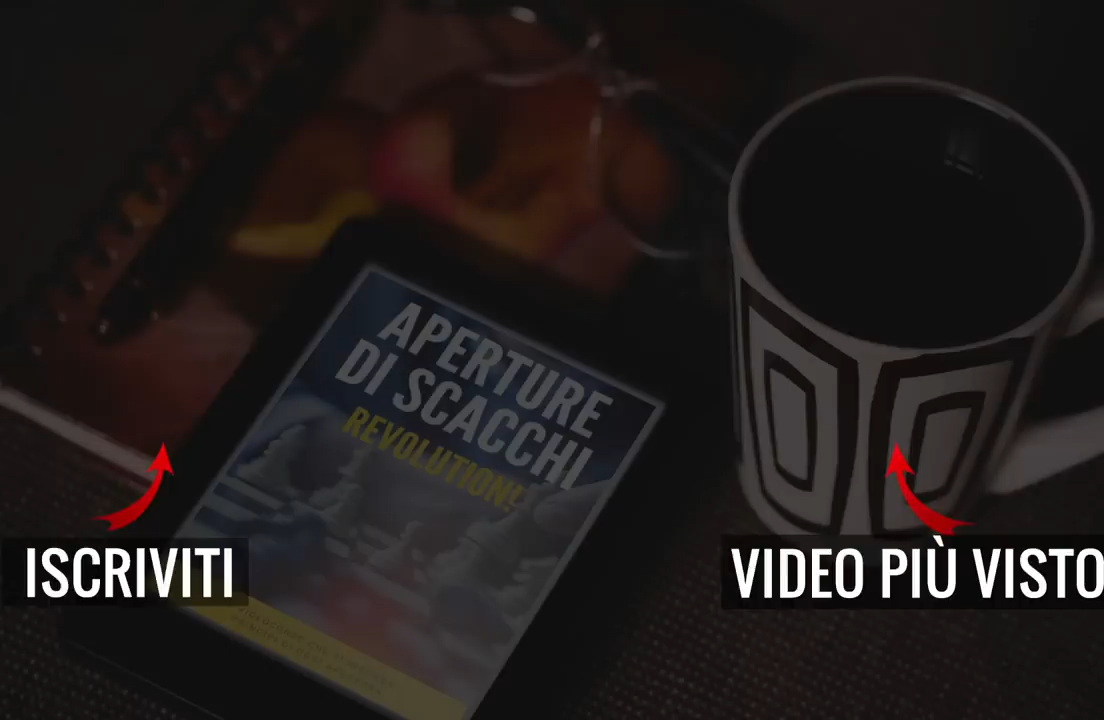 APERTURE
DI SCACCHI
REVOLUTION!
ISCRIVITI
VIDEO PIÙ VISTO